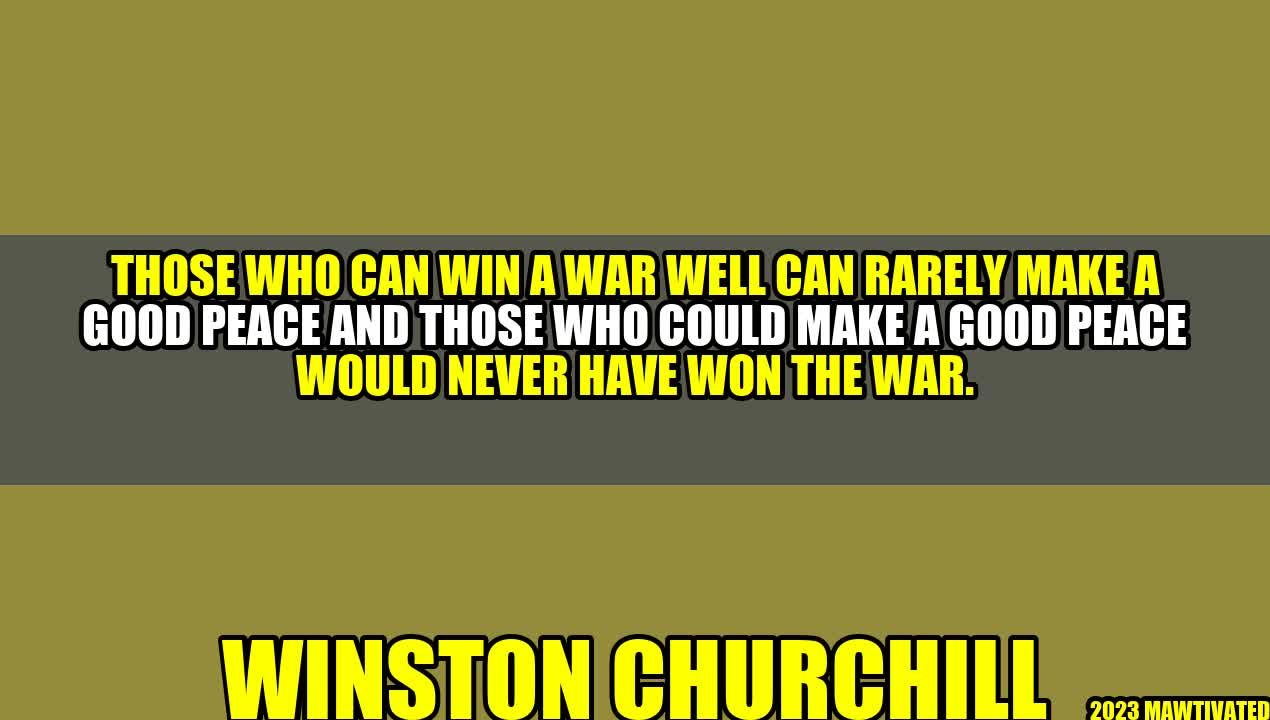 THOSE WHO CAN WIN A WAR WELL CAN RARELY MAKE A
GOOD PEACE AND THOSE WHO COULD MAKE A GOOD PEACE
WOULD NEVER HAVE WON THE WAR.
WINSTON CHURCHILL
2023 MAWTIVATED